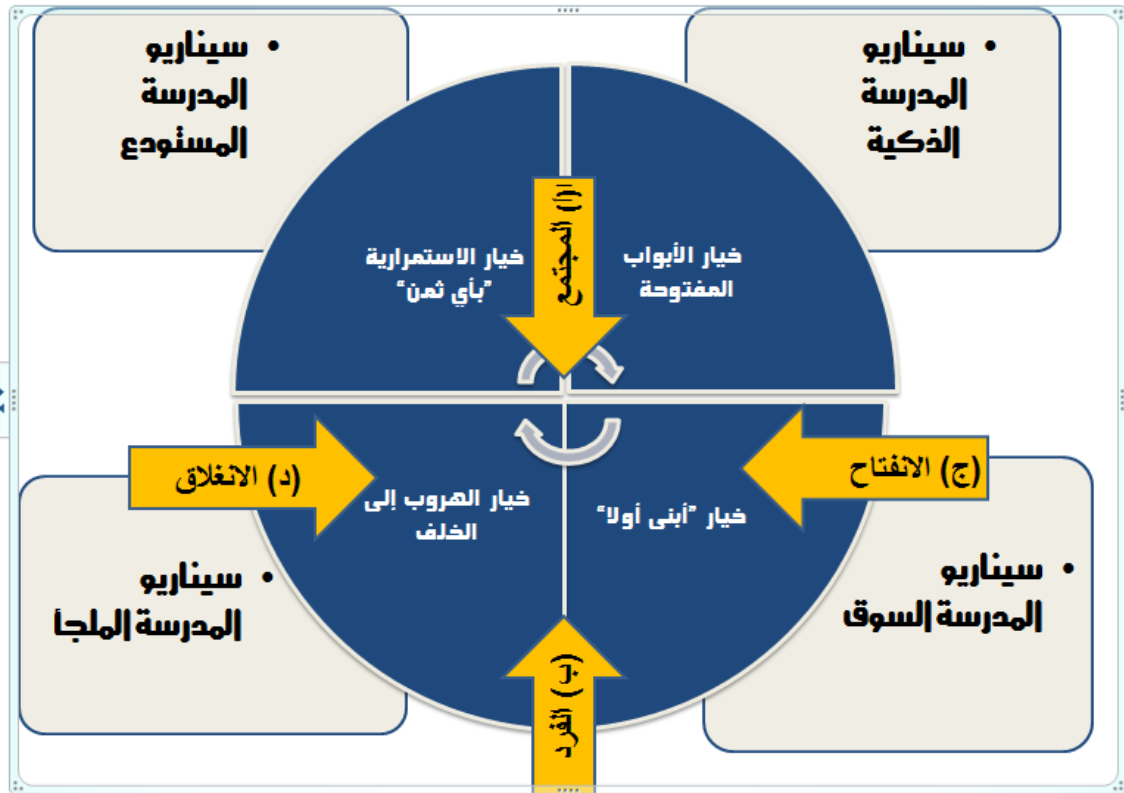 • سيناريو
المدرسة
الذكية
• سيناريو
المدرسة
المستودع
(أ) المجتمع
خيار الأبواب
المفتوحة
خيار الاستمرارية
"بأي ثمن"
(ج) الانفتاح
(د) الانغلاق
خيار "أبنى أولا"
خيار الهروب إلى
الخلف
• سيناريو
المدرسة السوق
• سيناريو
المدرسة الملجأ
(ب) الفرد